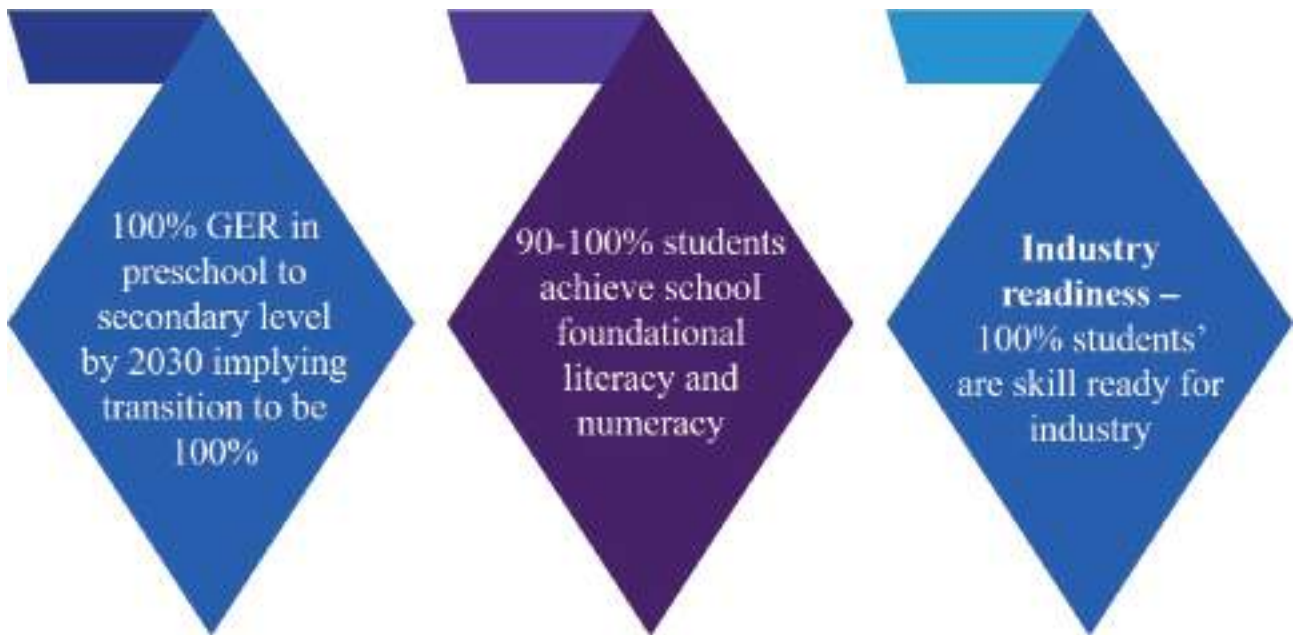 100% GER in
preschool to
secondary level
by 2030 implying
transition to be
100%
90-100% students
achieve school
foundational
literacy and
numeracy
Industry
readiness –
100% students’
are skill ready for
industry